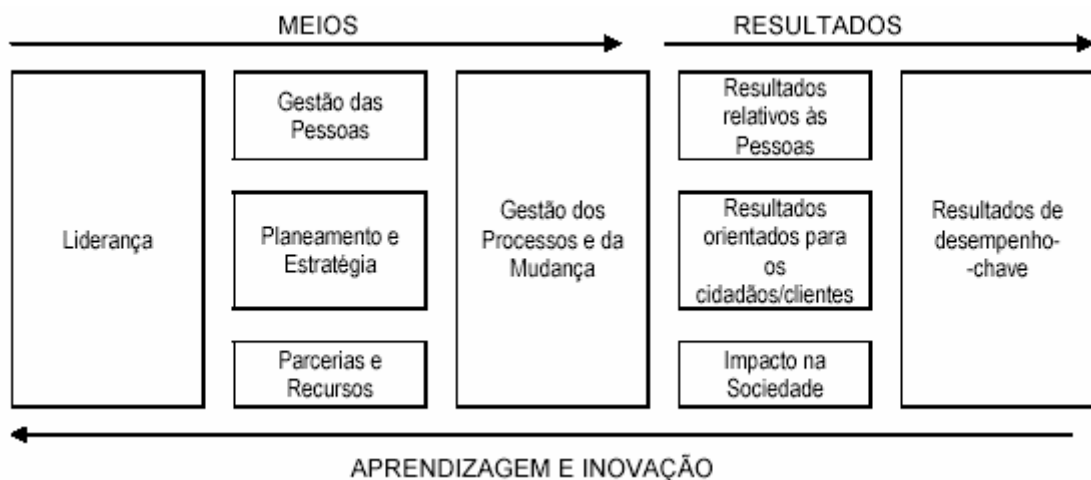 MEIOS
RESULTADOS
Liderança
Gestão das
Pessoas
Planeamento e
Estratégia
Parcerias e
Recursos
Gestão dos
Processos e da
Mudança
Resultados
relativos às
Pessoas
Resultados
orientados para
os
cidadãos/clientes
Impacto na
Sociedade
Resultados de
desempenho-
-chave
APRENDIZAGEM E INOVAÇÃO